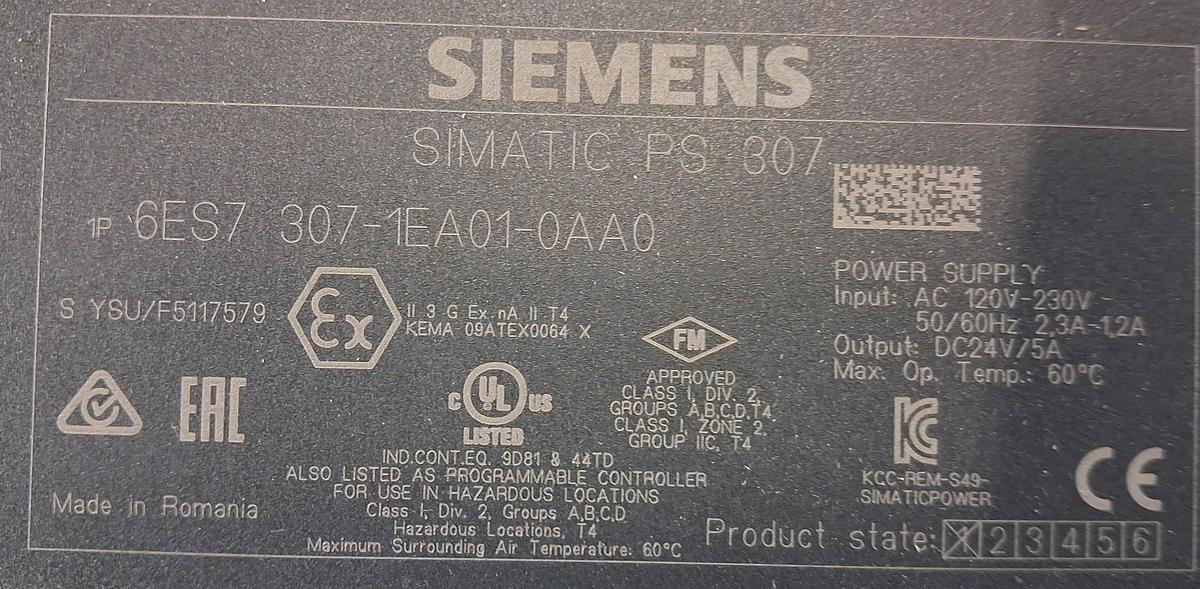 SIEMENS
SIMATIC PS 307
1P 6ES7 307-1EA01-0AA0
S YSU/F5117579
Ex
II 3 G Ex nA II T4
KEMA 09ATEX0064 X
FM
APPROVED
CLASS I, DIV. 2,
GROUPS A,B,C,D,T4
CLASS I, ZONE 2,
GROUP IIC, T4
POWER SUPPLY
Input: AC 120V-230V
50/60Hz 2,3A-1,2A
Output: DC24V/5A
Max. Op. Temp.: 60°C
EAC
C UL US
LISTED
IND.CONT.EQ. 9D81 & 44TD
ALSO LISTED AS PROGRAMMABLE CONTROLLER
FOR USE IN HAZARDOUS LOCATIONS
Class I, Div. 2, Groups A,B,C,D
Hazardous Locations, T4
Maximum Surrounding Air Temperature: 60°C
Made in Romania
KC
KCC-REM-S49-
SIMATICPOWER
CE
Product state: X 2 3 4 5 6